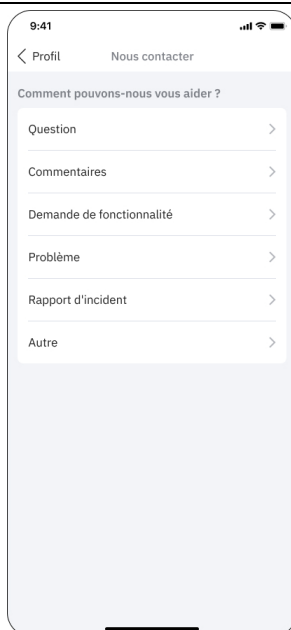 9:41
Profil
Nous contacter
Comment pouvons-nous vous aider ?
Question
Commentaires
Demande de fonctionnalité
Problème
Rapport d'incident
Autre